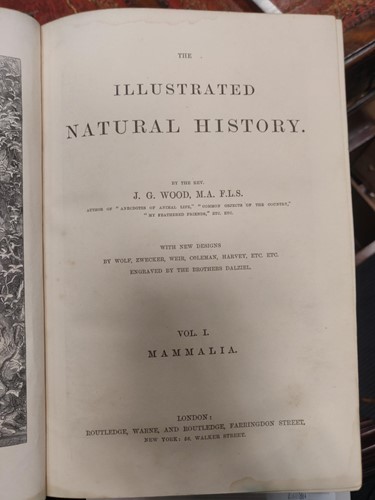 THE
ILLUSTRATED
NATURAL HISTORY.
BY THE REV.
J. G. WOOD, M.A. F.L.S.
AUTHOR OF "ANECDOTES OF ANIMAL LIFE," "COMMON OBJECTS OF THE COUNTRY,"
"MY FEATHERED FRIENDS," ETC. ETC.
WITH NEW DESIGNS
BY WOLF, ZWECKER, WEIR, COLEMAN, HARVEY, ETC. ETC.
ENGRAVED BY THE BROTHERS DALZIEL.
VOL. I.
MAMMALIA.
LONDON:
ROUTLEDGE, WARNE, AND ROUTLEDGE, FARRINGDON STREET,
NEW YORK: 56, WALKER STREET.